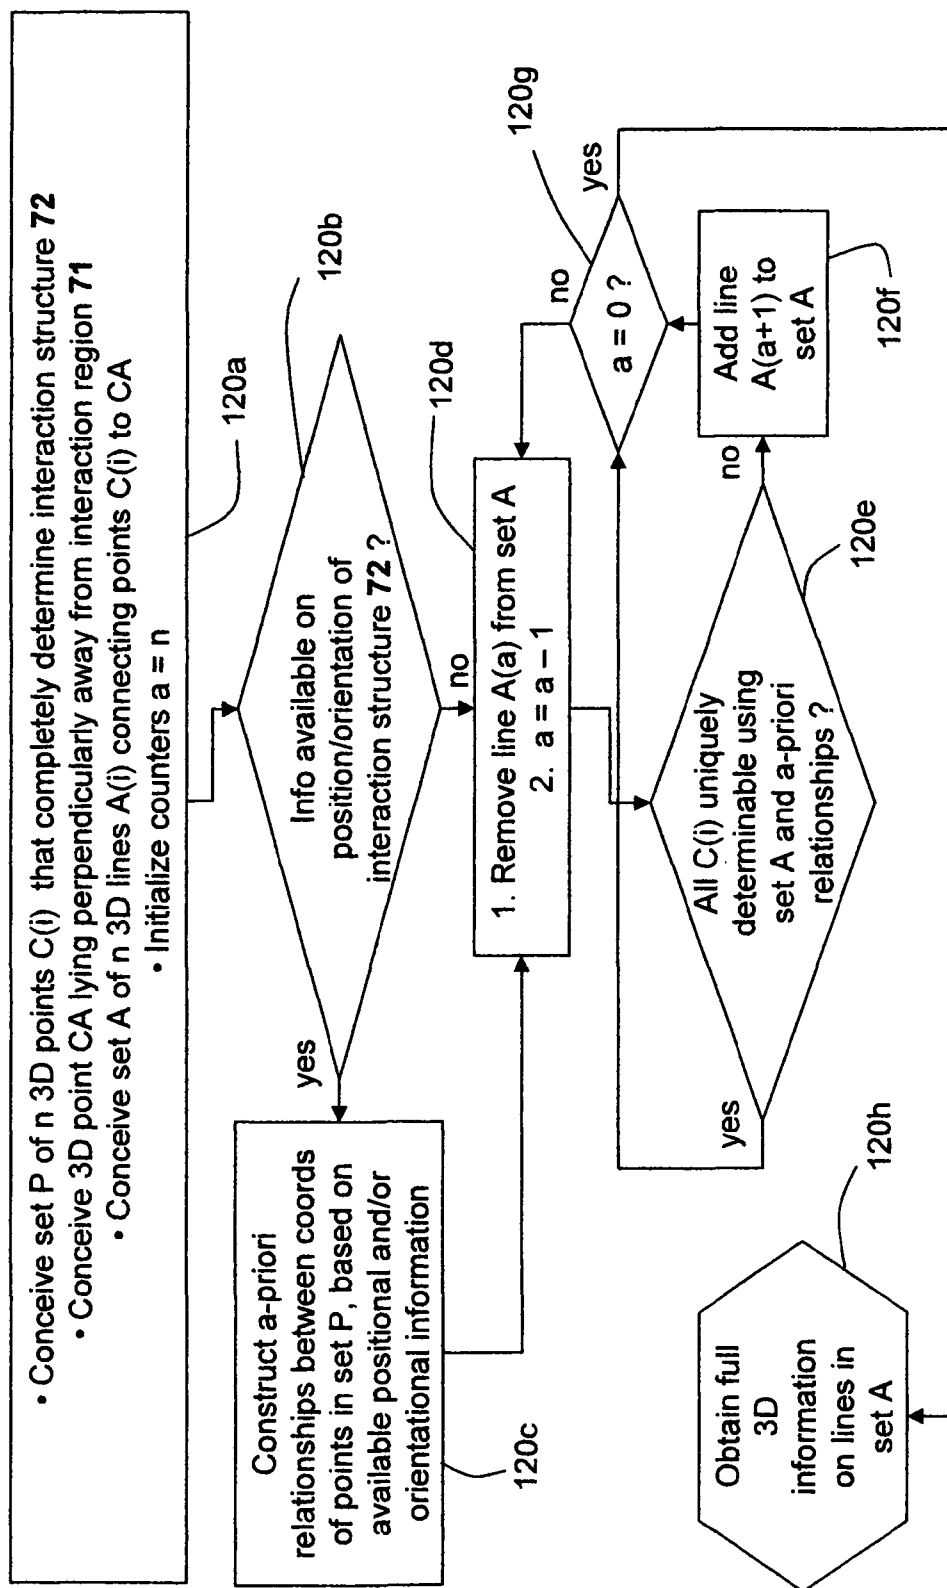 • Conceive set P of n 3D points C(i) that completely determine interaction structure 72
• Conceive 3D point CA lying perpendicularly away from interaction region 71
• Conceive set A of n 3D lines A(i) connecting points C(i) to CA
• Initialize counters a = n
120a
Info available on
position/orientation of
interaction structure 72 ?
120b
yes
no
Construct a-priori
relationships between coords
of points in set P, based on
available positional and/or
orientational information
120c
1. Remove line A(a) from set A
2. a = a – 1
120d
All C(i) uniquely
determinable using
set A and a-priori
relationships ?
120e
yes
no
Add line
A(a+1) to
set A
120f
a = 0 ?
120g
no
yes
Obtain full
3D
information
on lines in
set A
120h